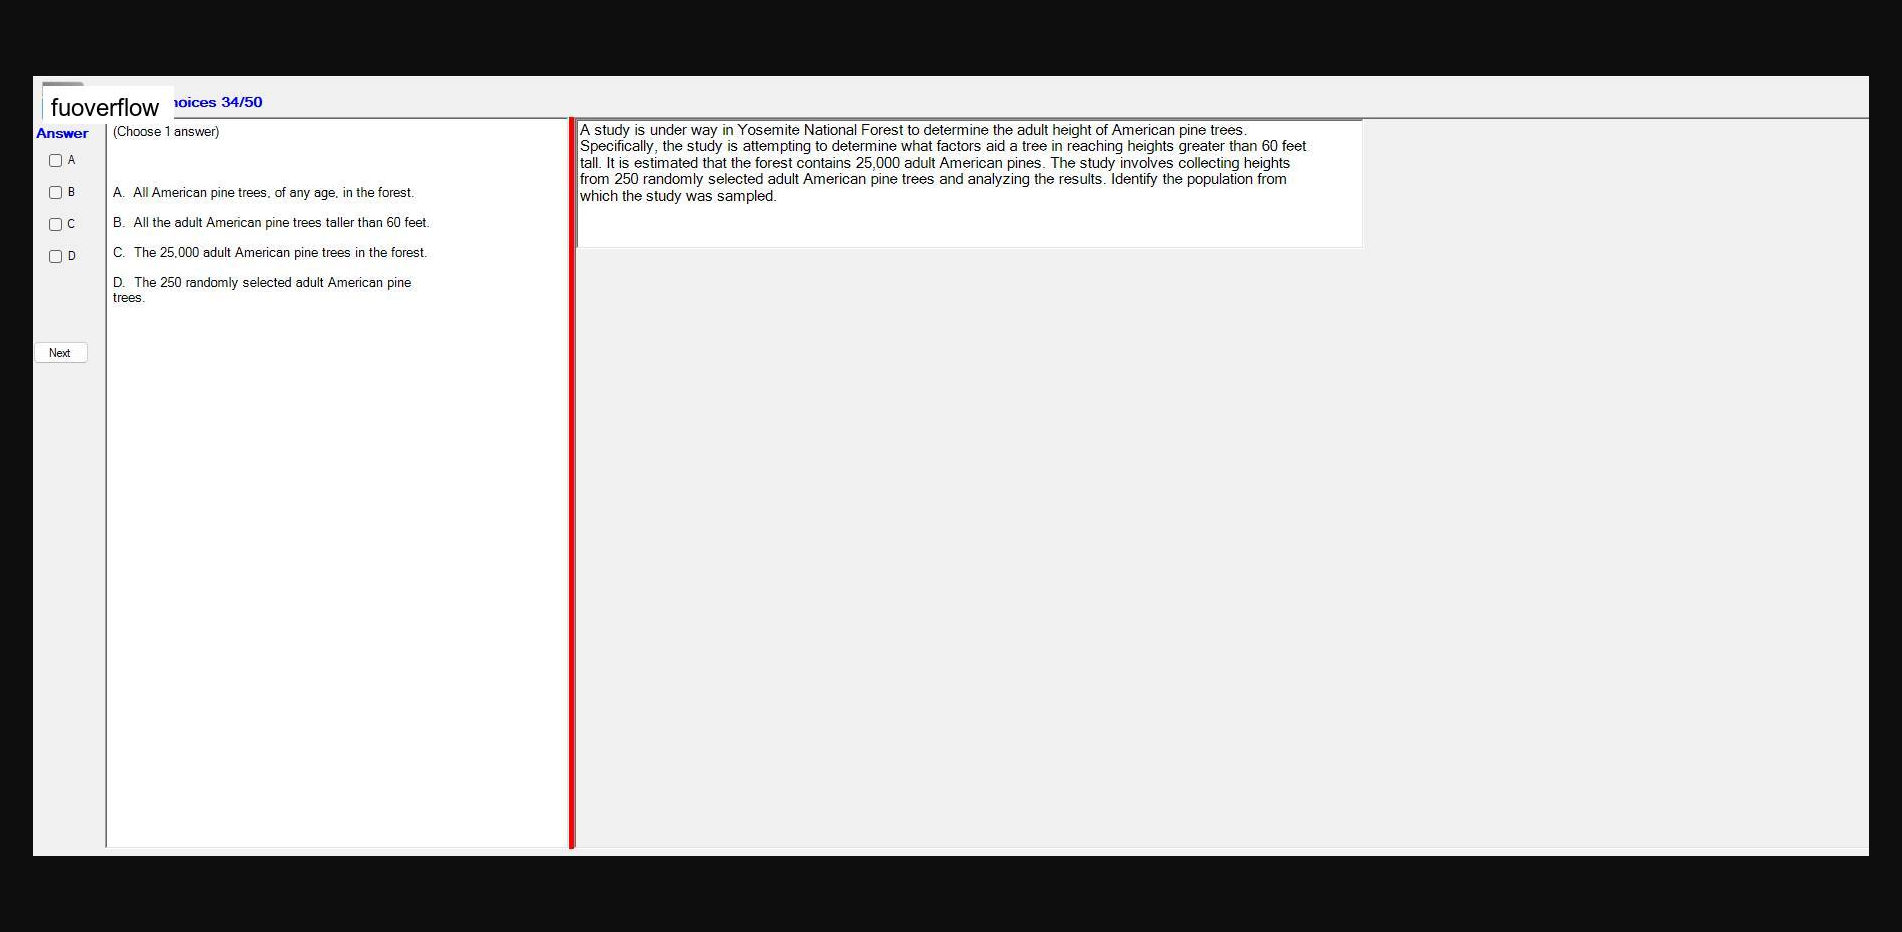 fuoverflow
hoices 34/50
Answer
(Choose 1 answer)
A
B
C
D
A. All American pine trees, of any age, in the forest.
B. All the adult American pine trees taller than 60 feet.
C. The 25,000 adult American pine trees in the forest.
D. The 250 randomly selected adult American pine
trees.
Next
A study is under way in Yosemite National Forest to determine the adult height of American pine trees.
Specifically, the study is attempting to determine what factors aid a tree in reaching heights greater than 60 feet
tall. It is estimated that the forest contains 25,000 adult American pines. The study involves collecting heights
from 250 randomly selected adult American pine trees and analyzing the results. Identify the population from
which the study was sampled.